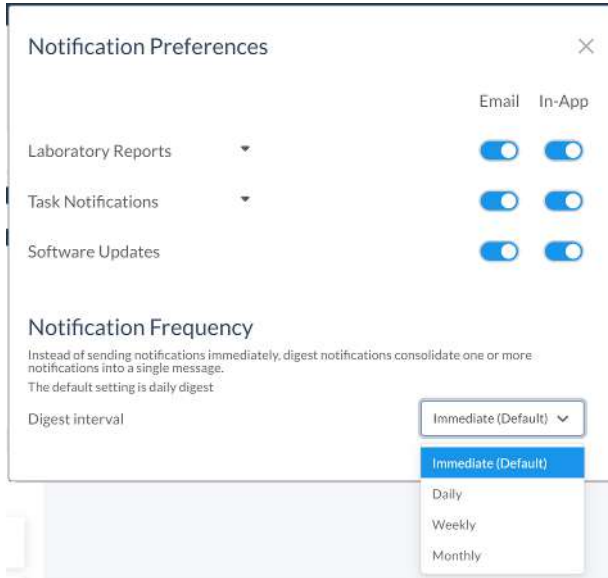 Notification Preferences
Email In-App
Laboratory Reports
Task Notifications
Software Updates
Notification Frequency
Instead of sending notifications immediately, digest notifications consolidate one or more
notifications into a single message.
The default setting is daily digest
Digest interval
Immediate (Default)
Immediate (Default)
Daily
Weekly
Monthly